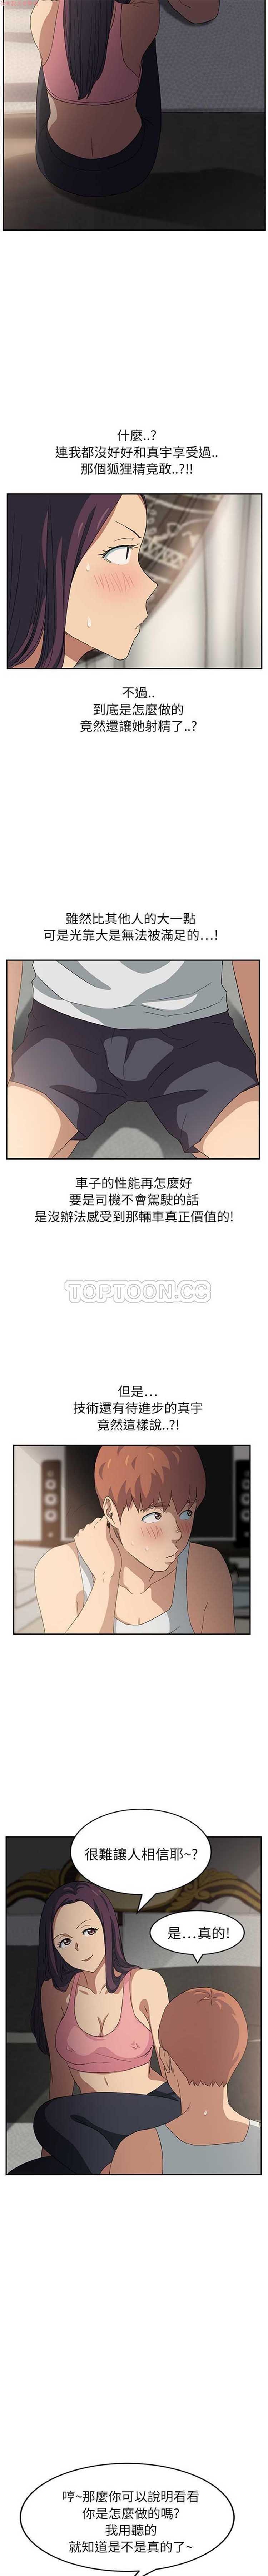 什麼..?
連我都沒好好和真宇享受過..
那個狐狸精竟敢..?!!
不過..
到底是怎麼做的
竟然還讓她射精了..?
雖然比其他人的大一點
可是光靠大是無法被滿足的...!
車子的性能再怎麼好
要是司機不會駕駛的話
是沒辦法感受到那輛車真正價值的!
TOPTOON.CC
但是...
技術還有待進步的真宇
竟然這樣說..?!
很難讓人相信耶~?
是...真的!
哼~那麼你可以說明看看
你是怎麼做的嗎?
我用聽的
就知道是不是真的了~